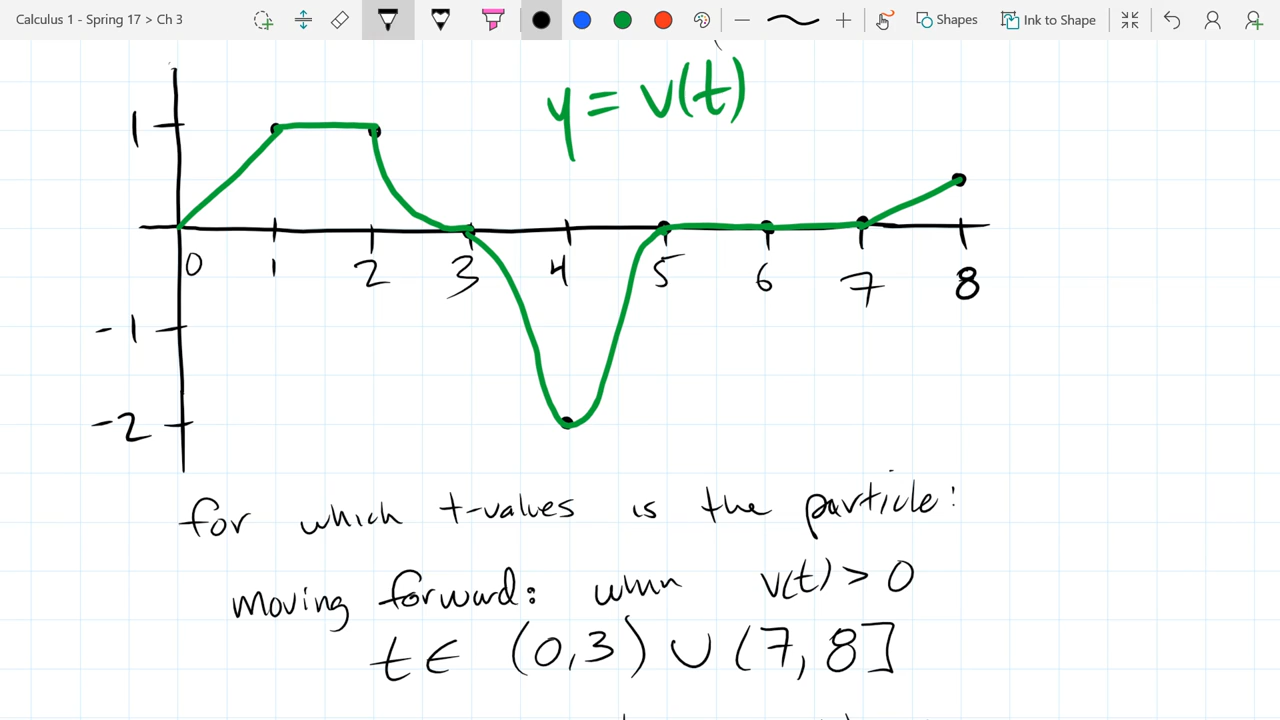 Calculus 1 - Spring 17 > Ch 3
Shapes
Ink to Shape
y = v(t)
1
0 1 2 3 4 5 6 7 8
-1
-2
for which t-values is the particle:
moving forward: when v(t) > 0
t ∈ (0,3) ∪ (7,8]